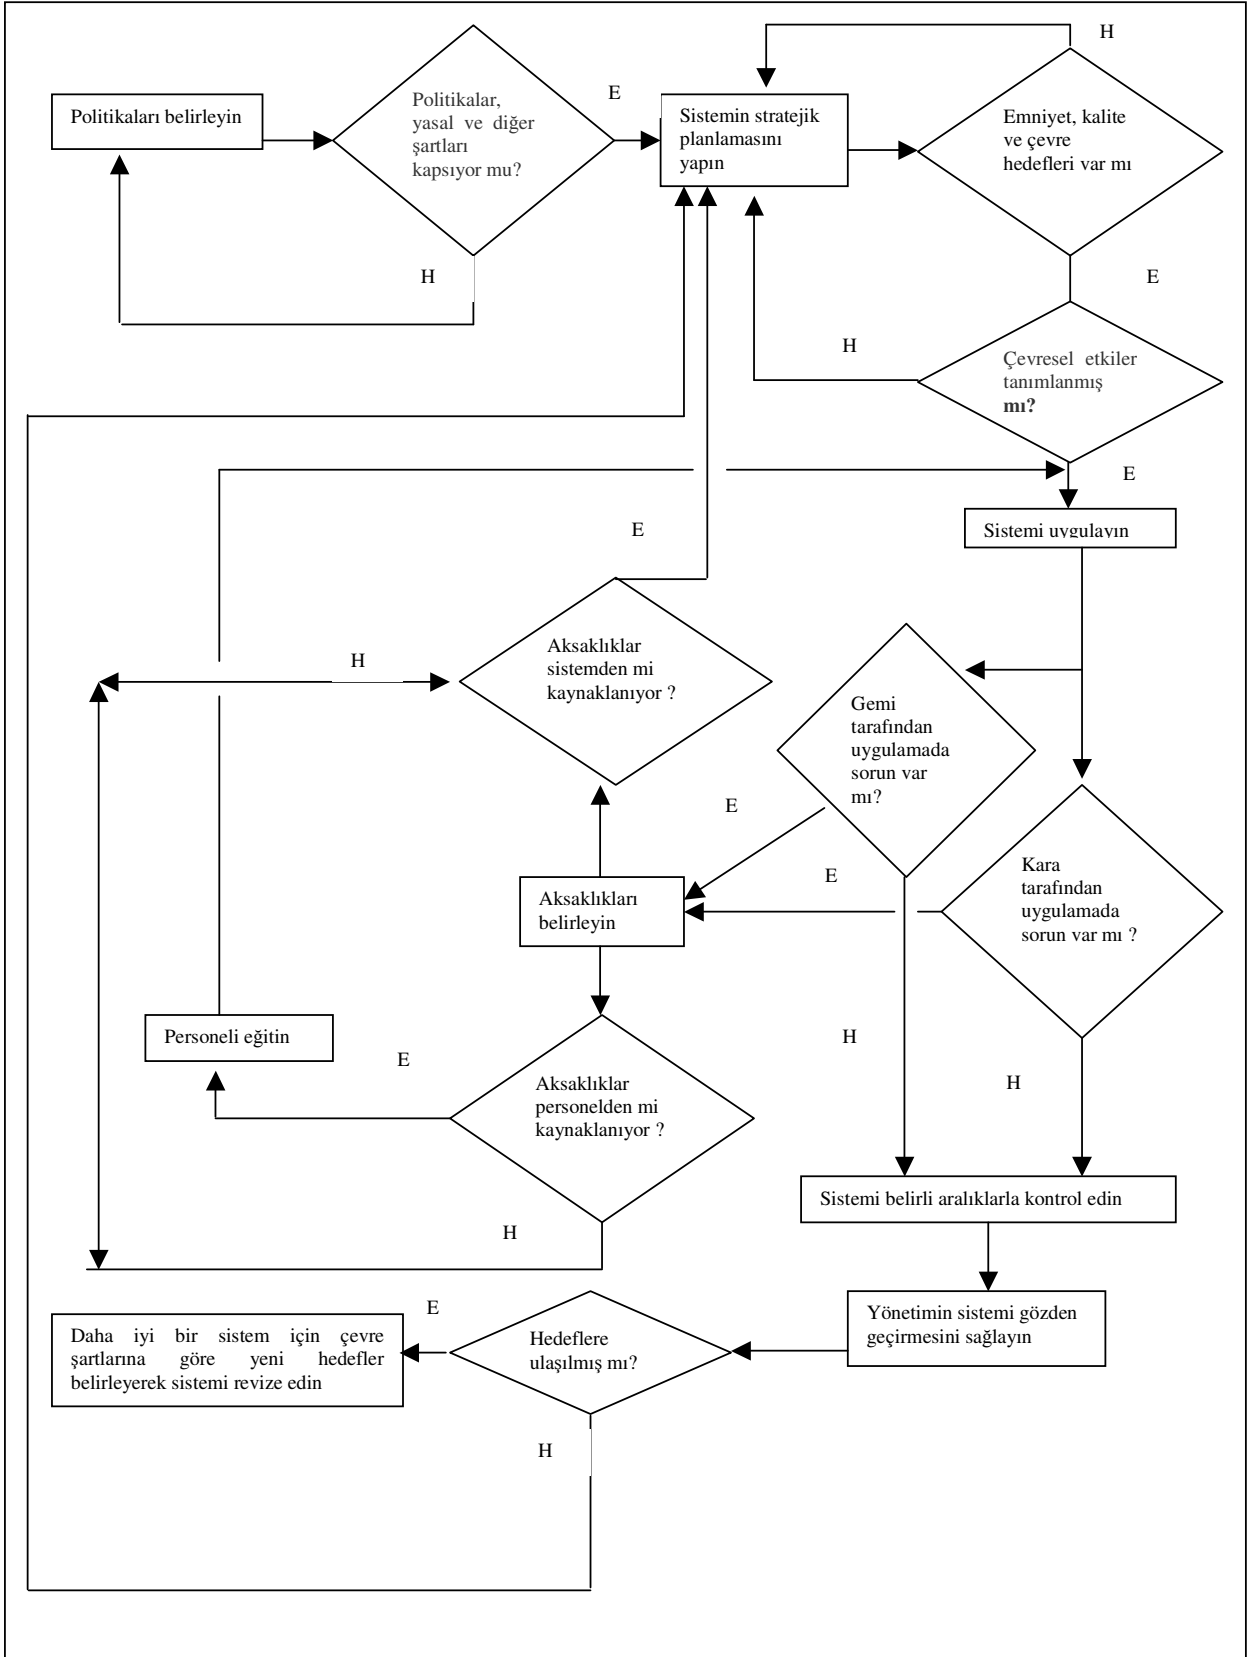 H
Politikaları belirleyin
Politikalar,
yasal ve diğer
şartları
kapsıyor mu?
E
Sistemin stratejik
planlamasını
yapın
Emniyet, kalite
ve çevre
hedefleri var mı
H
E
H
Çevresel etkiler
tanımlanmış
mı?
E
Sistemi uygulayın
E
Aksaklıklar
sistemden mi
kaynaklanıyor ?
H
Gemi
tarafından
uygulamada
sorun var
mı?
E
E
Kara
tarafından
uygulamada
sorun var mı ?
Aksaklıkları
belirleyin
Personeli eğitin
E
Aksaklıklar
personelden mi
kaynaklanıyor ?
H
H
H
Sistemi belirli aralıklarla kontrol edin
Yönetimin sistemi gözden
geçirmesini sağlayın
E
Hedeflere
ulaşılmış mı?
Daha iyi bir sistem için çevre
şartlarına göre yeni hedefler
belirleyerek sistemi revize edin
H